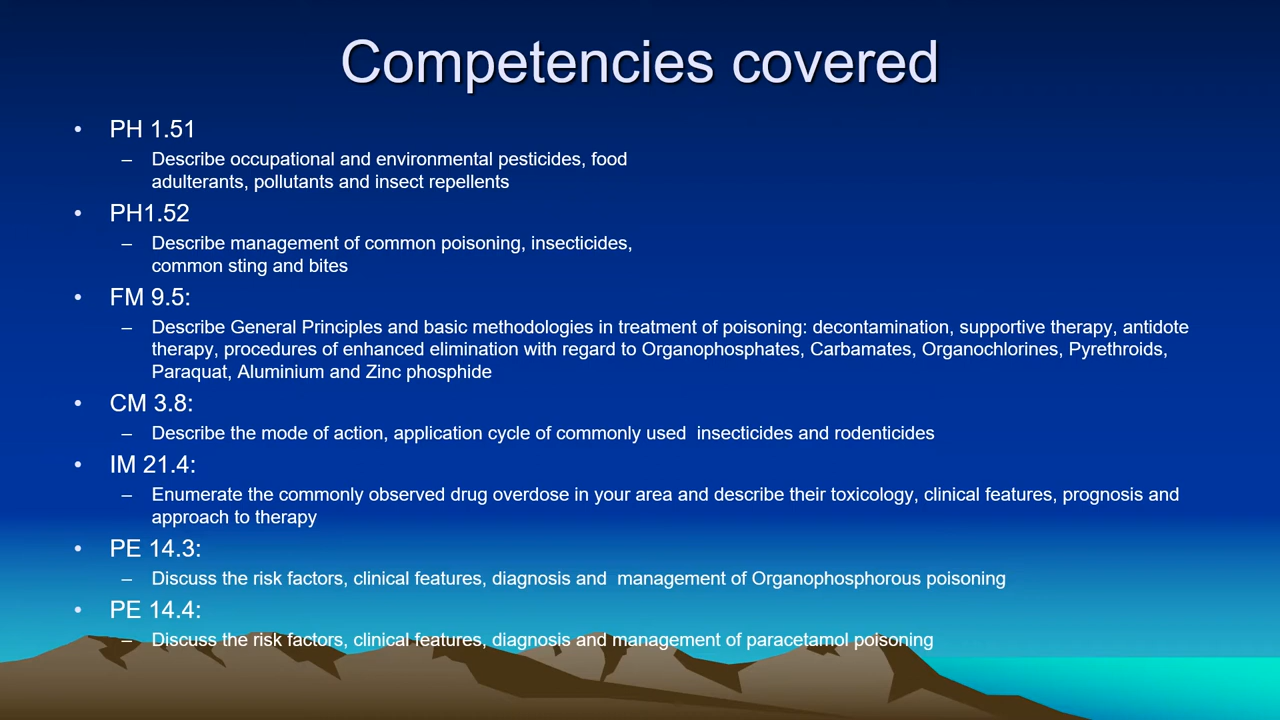 Competencies covered
• PH 1.51
– Describe occupational and environmental pesticides, food
adulterants, pollutants and insect repellents
• PH1.52
– Describe management of common poisoning, insecticides,
common sting and bites
• FM 9.5:
– Describe General Principles and basic methodologies in treatment of poisoning: decontamination, supportive therapy, antidote
therapy, procedures of enhanced elimination with regard to Organophosphates, Carbamates, Organochlorines, Pyrethroids,
Paraquat, Aluminium and Zinc phosphide
• CM 3.8:
– Describe the mode of action, application cycle of commonly used  insecticides and rodenticides
• IM 21.4:
– Enumerate the commonly observed drug overdose in your area and describe their toxicology, clinical features, prognosis and
approach to therapy
• PE 14.3:
– Discuss the risk factors, clinical features, diagnosis and  management of Organophosphorous poisoning
• PE 14.4:
– Discuss the risk factors, clinical features, diagnosis and management of paracetamol poisoning